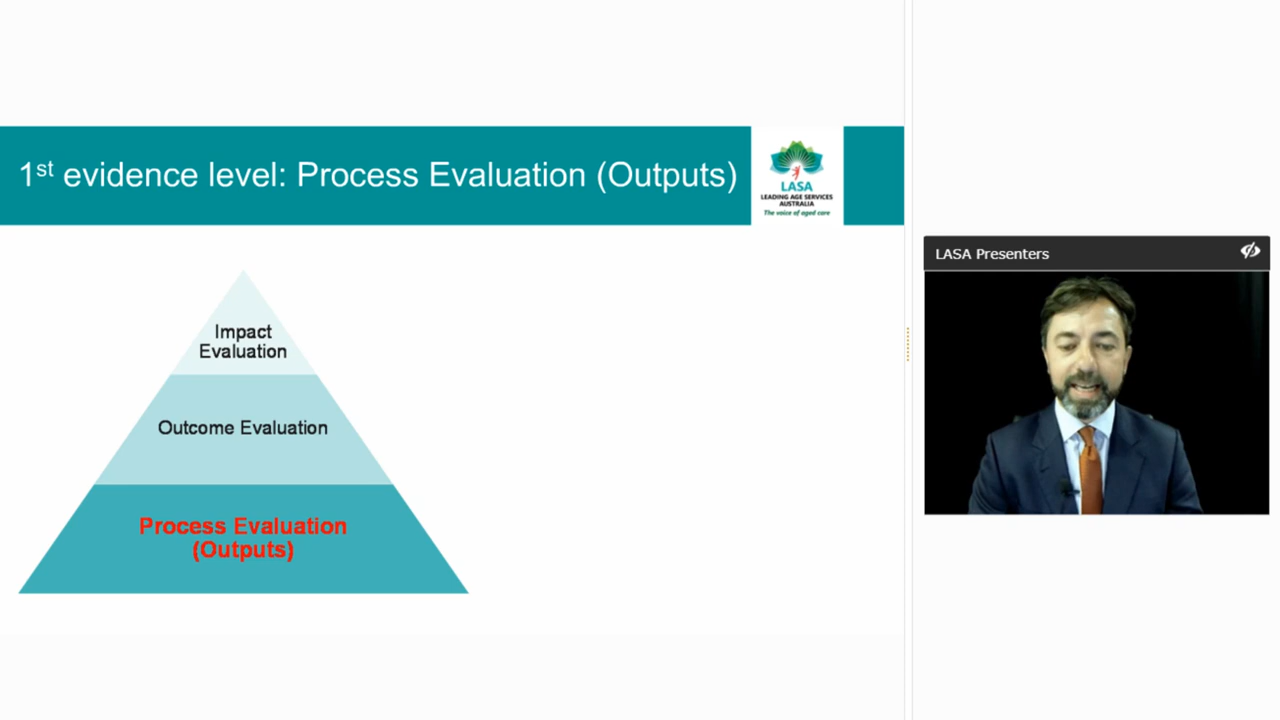 1st evidence level: Process Evaluation (Outputs)
LASA
LEADING AGE SERVICES
AUSTRALIA
The voice of aged care
Impact
Evaluation
Outcome Evaluation
Process Evaluation
(Outputs)
LASA Presenters